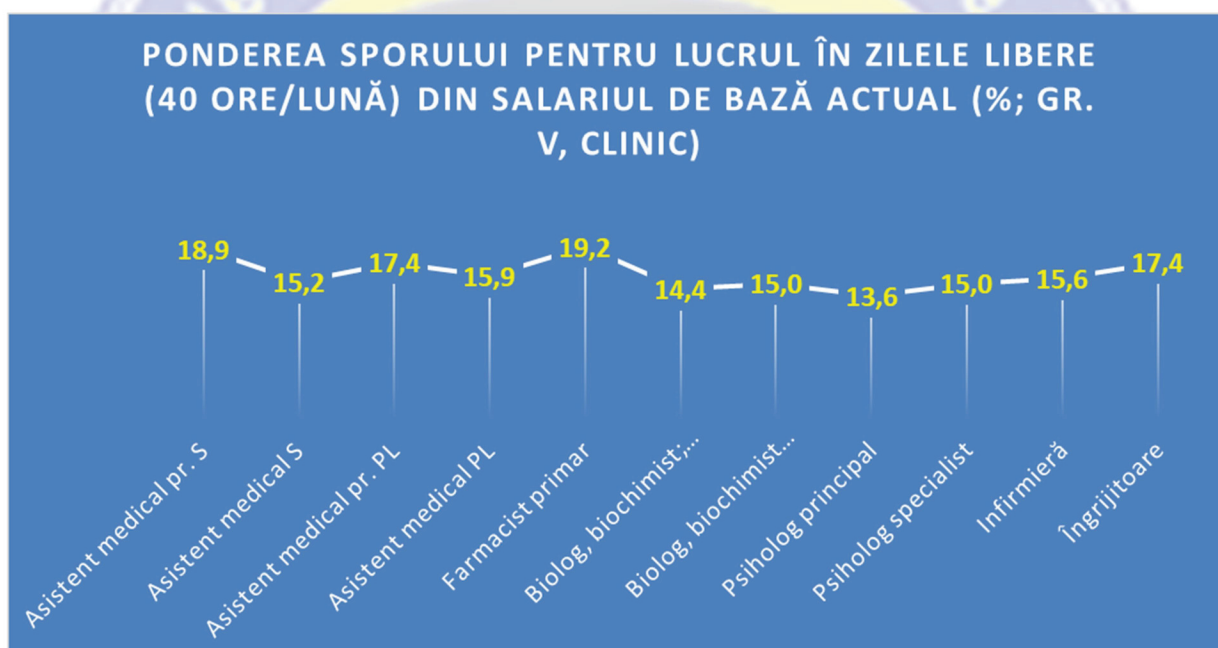 PONDEREA SPORULUI PENTRU LUCRUL ÎN ZILELE LIBERE
(40 ORE/LUNĂ) DIN SALARIUL DE BAZĂ ACTUAL (%; GR.
V, CLINIC)
18,9
15,2
17,4
15,9
19,2
14,4
15,0
13,6
15,0
15,6
17,4
Asistent medical pr. S
Asistent medical S
Asistent medical pr. PL
Asistent medical PL
Farmacist primar
Biolog, biochimist;...
Biolog, biochimist...
Psiholog principal
Psiholog specialist
Infirmieră
Îngrijitoare